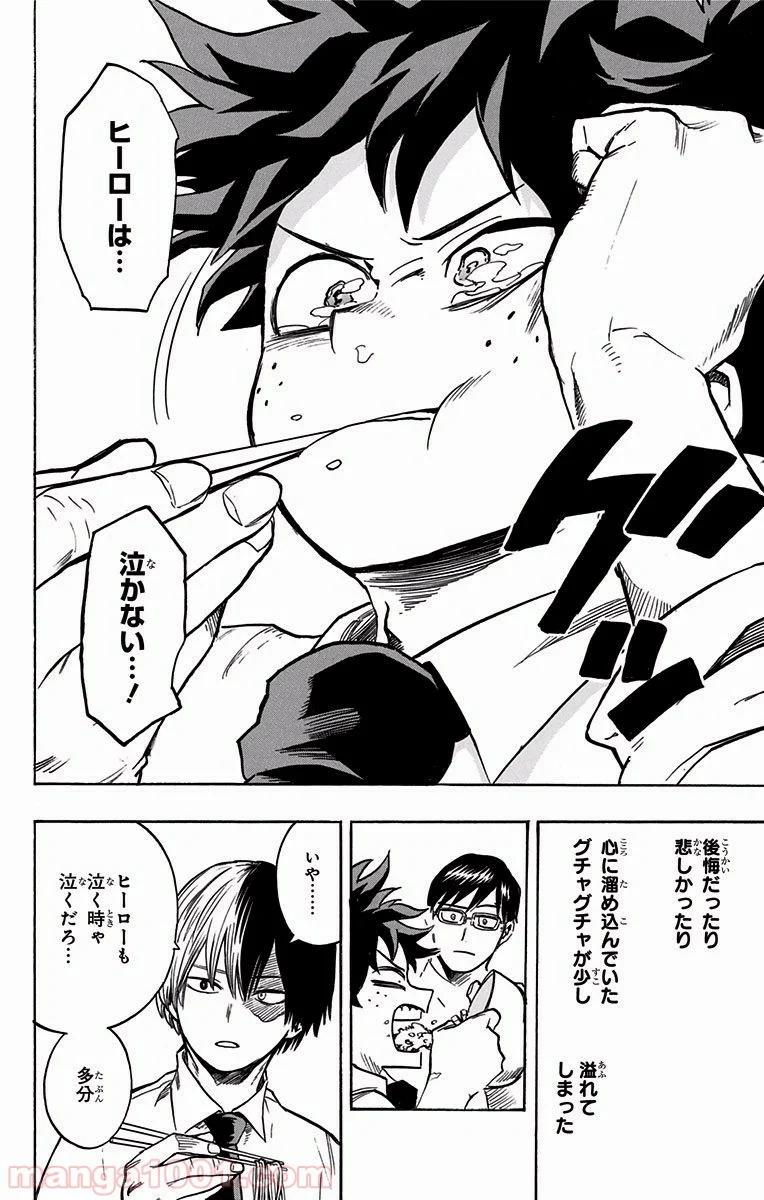 ヒーローは…
泣かない…！
グググ
後悔だったり
悲しかったり
心に溜め込んでいた
グチャグチャが少し
溢れて
しまった
いや……
ヒーローも
泣く時ゃ
泣くだろ…
多分
manga1001.com